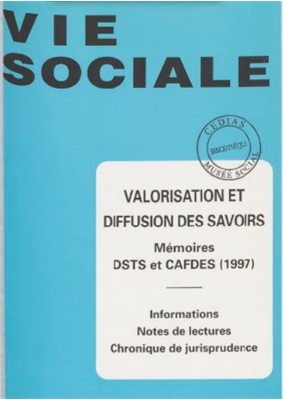 VIE
SOCIALE
CEDIAS
BIBLIOTHÈQUE
MUSÉE SOCIAL
VALORISATION ET
DIFFUSION DES SAVOIRS
Mémoires
DSTS et CAFDES (1997)
Informations
Notes de lectures
Chronique de jurisprudence